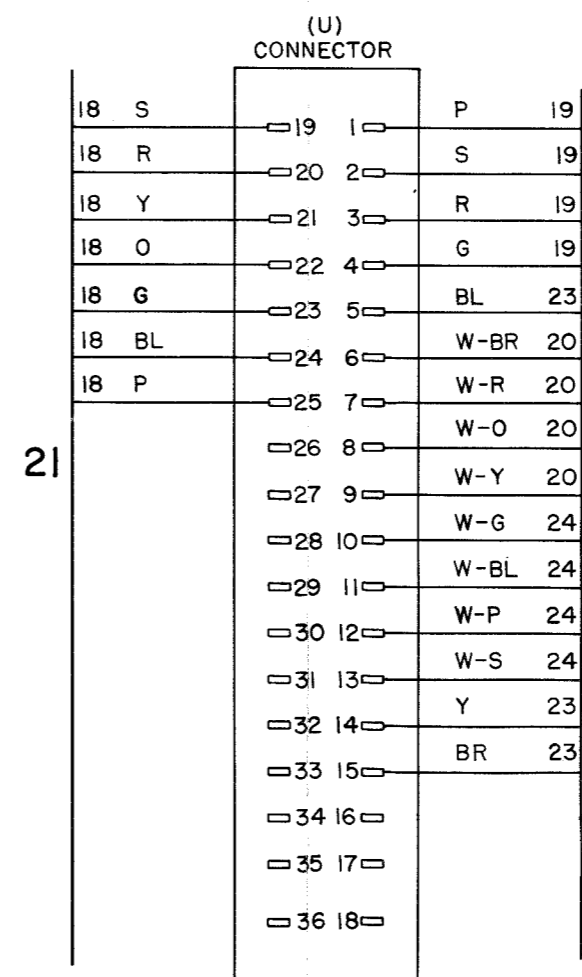 (U)
CONNECTOR
18 S 19 1 P 19
18 R 20 2 S 19
18 Y 21 3 R 19
18 O 22 4 G 19
18 G 23 5 BL 23
18 BL 24 6 W-BR 20
18 P 25 7 W-R 20
26 8 W-O 20
21
27 9 W-Y 20
28 10 W-G 24
29 11 W-BL 24
30 12 W-P 24
31 13 W-S 24
32 14 Y 23
33 15 BR 23
34 16
35 17
36 18